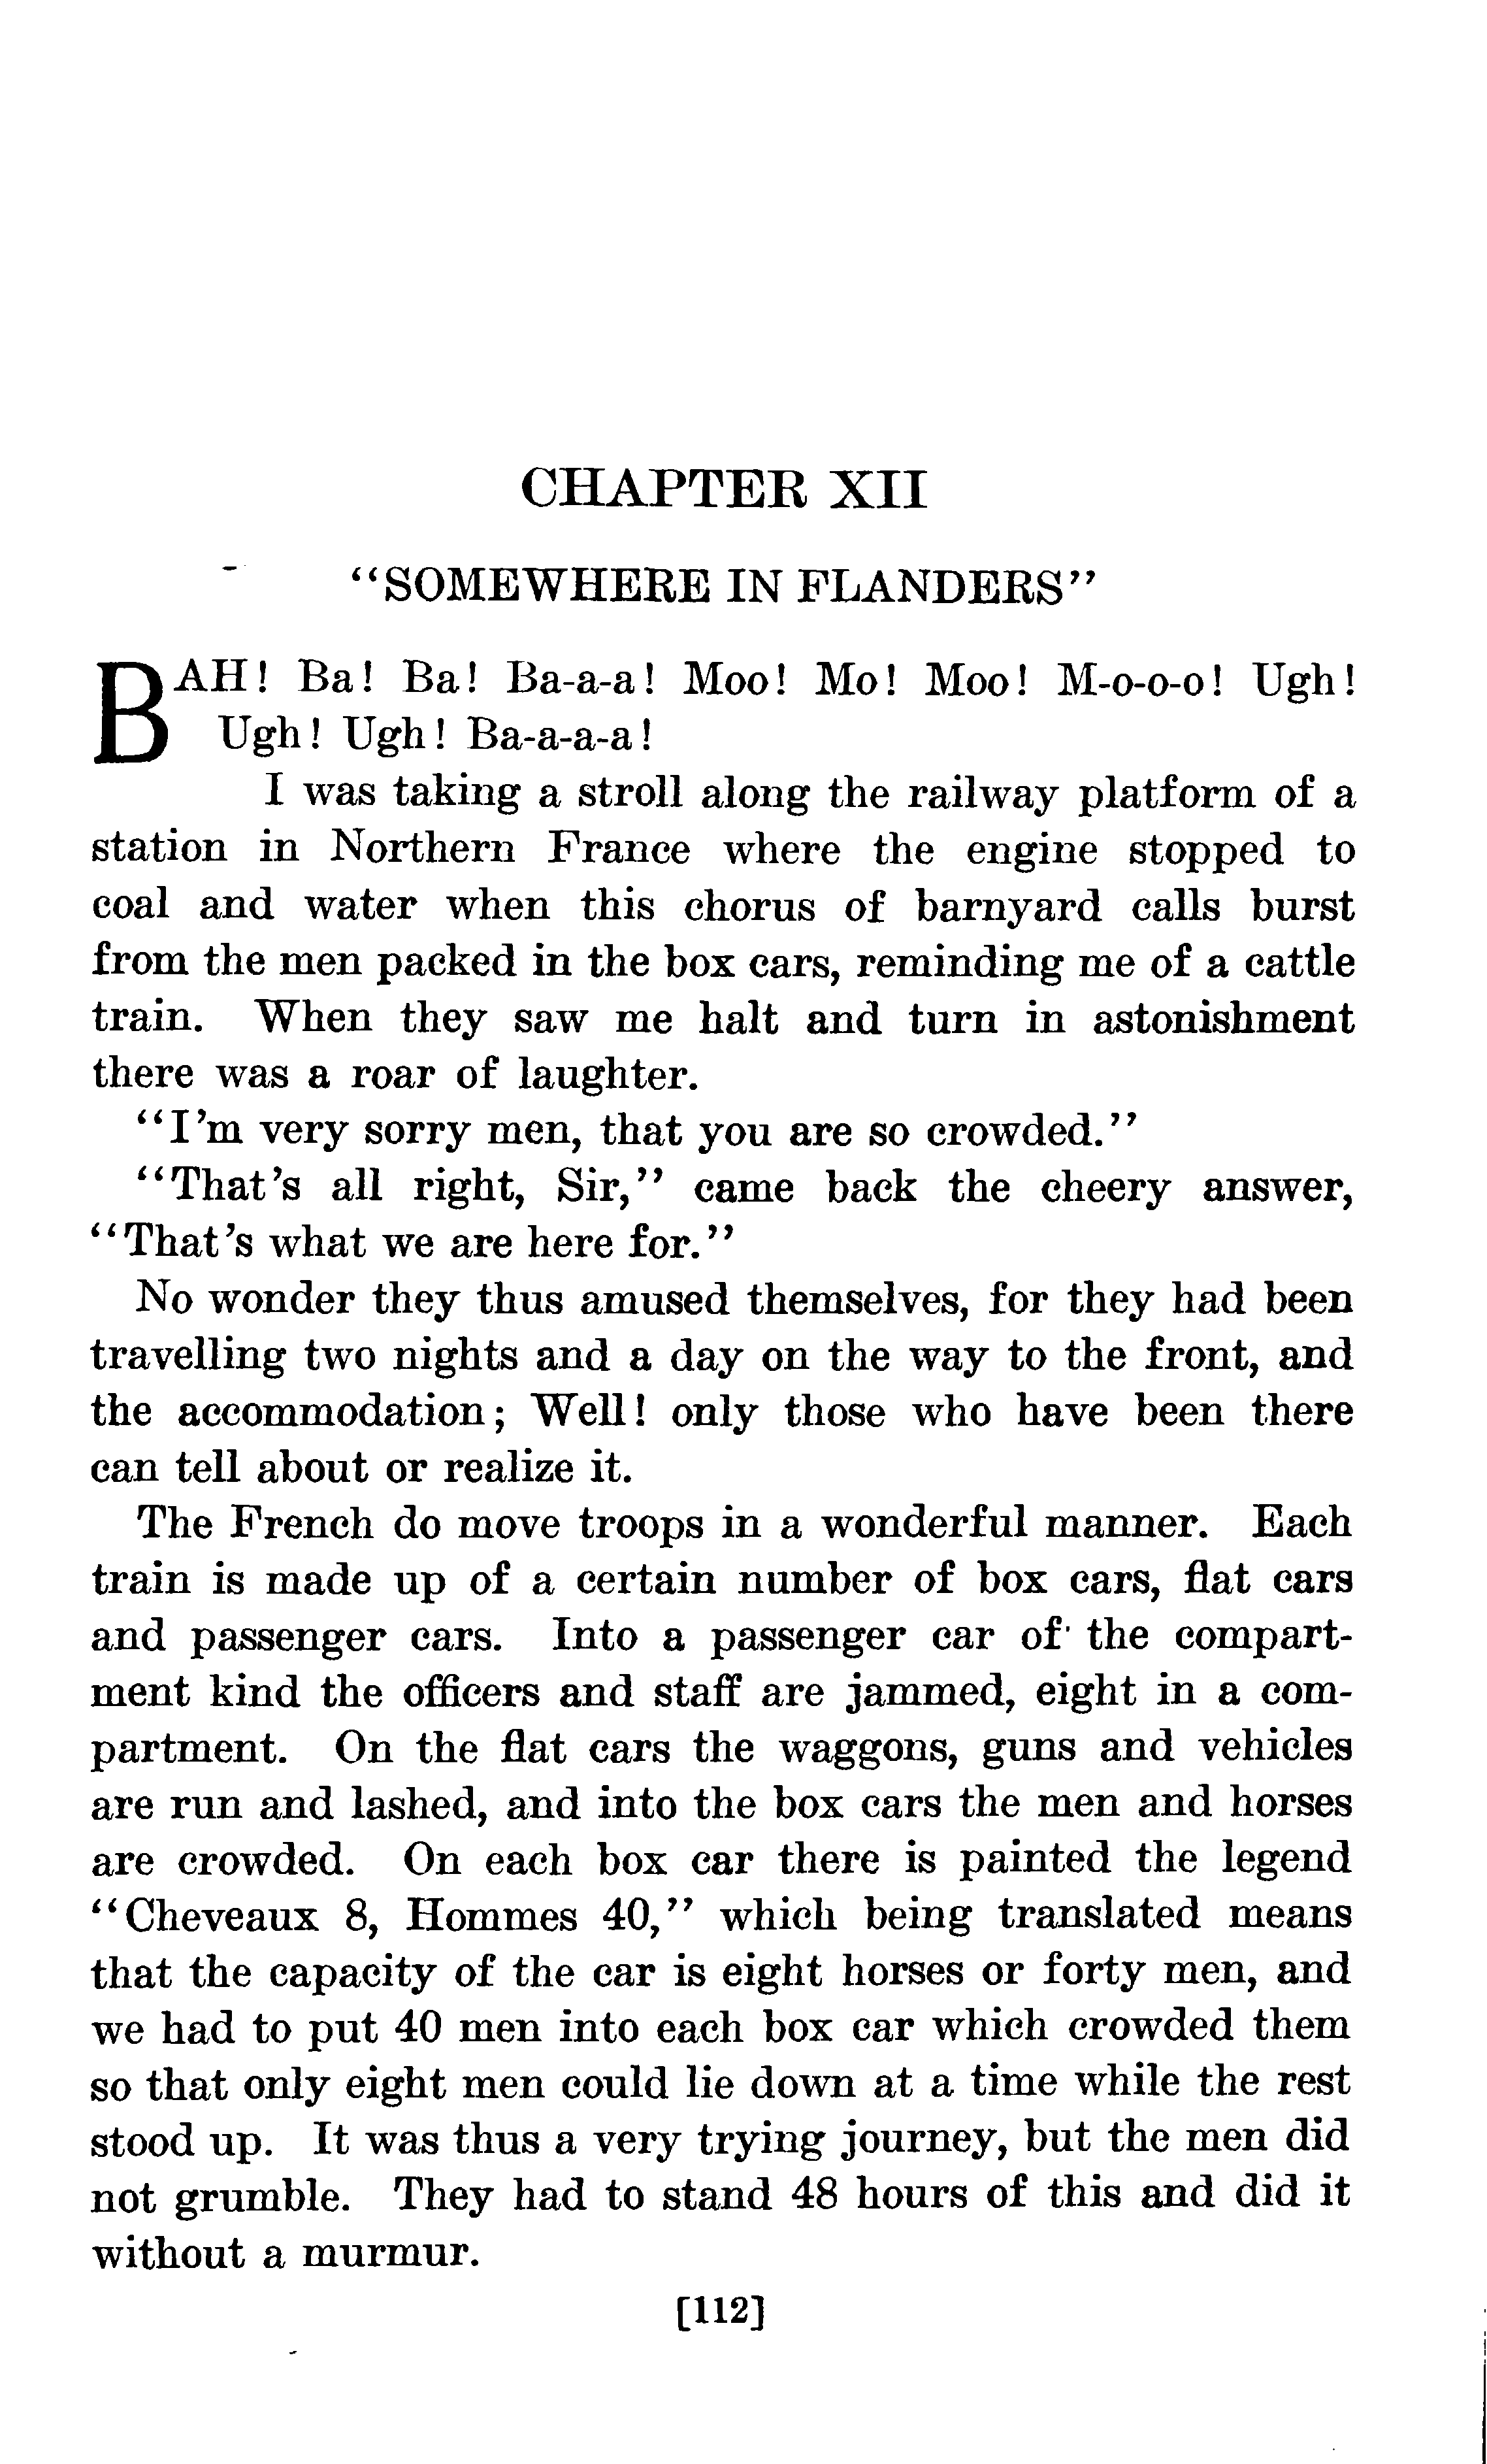 CHAPTER XII
"SOMEWHERE IN FLANDERS"
BAH! Ba! Ba! Ba-a-a! Moo! Mo! Moo! M-o-o-o! Ugh!
Ugh! Ugh! Ba-a-a-a!
I was taking a stroll along the railway platform of a
station in Northern France where the engine stopped to
coal and water when this chorus of barnyard calls burst
from the men packed in the box cars, reminding me of a cattle
train. When they saw me halt and turn in astonishment
there was a roar of laughter.
"I'm very sorry men, that you are so crowded."
"That's all right, Sir," came back the cheery answer,
"That's what we are here for."
No wonder they thus amused themselves, for they had been
travelling two nights and a day on the way to the front, and
the accommodation; Well! only those who have been there
can tell about or realize it.
The French do move troops in a wonderful manner. Each
train is made up of a certain number of box cars, flat cars
and passenger cars. Into a passenger car of the compart-
ment kind the officers and staff are jammed, eight in a com-
partment. On the flat cars the waggons, guns and vehicles
are run and lashed, and into the box cars the men and horses
are crowded. On each box car there is painted the legend
"Cheveaux 8, Hommes 40," which being translated means
that the capacity of the car is eight horses or forty men, and
we had to put 40 men into each box car which crowded them
so that only eight men could lie down at a time while the rest
stood up. It was thus a very trying journey, but the men did
not grumble. They had to stand 48 hours of this and did it
without a murmur.
[112]